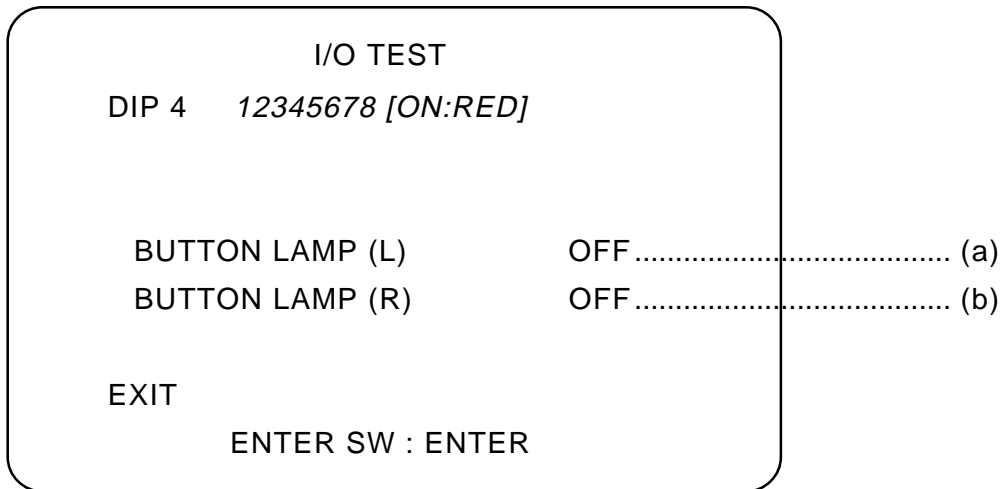 I/O TEST
DIP 4 12345678 [ON:RED]
BUTTON LAMP (L) OFF..................................... (a)
BUTTON LAMP (R) OFF..................................... (b)
EXIT
ENTER SW : ENTER